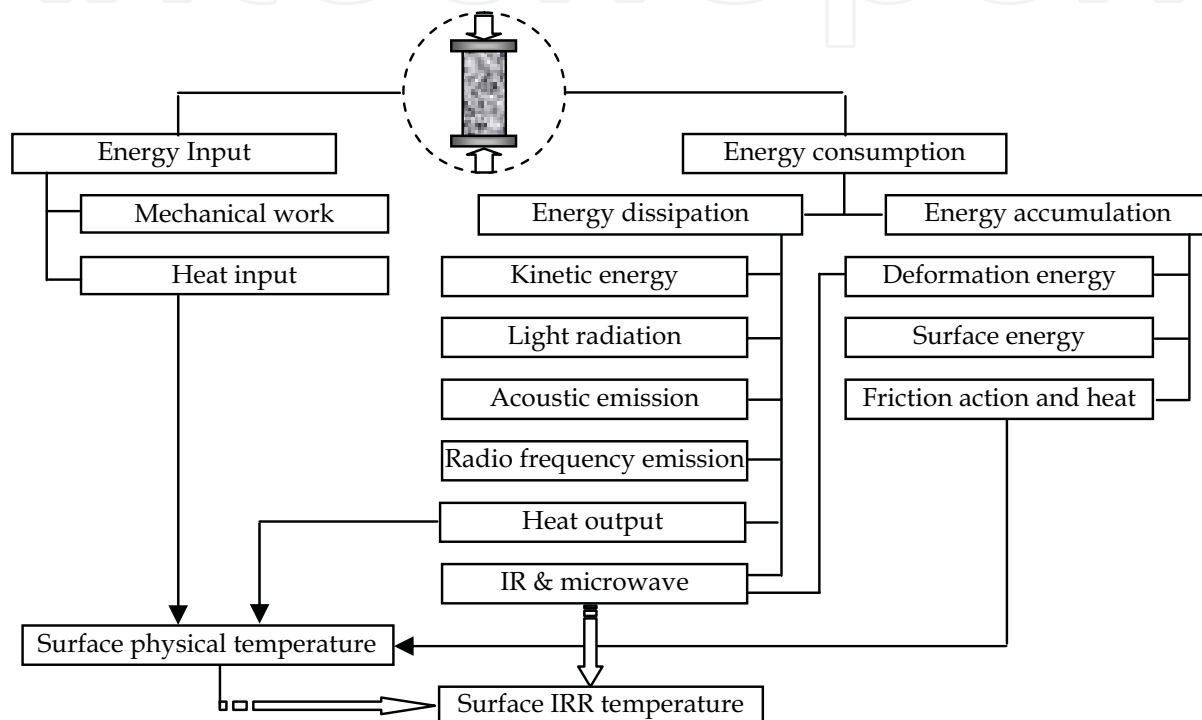 Energy Input
Energy consumption
Mechanical work
Energy dissipation
Energy accumulation
Heat input
Kinetic energy
Deformation energy
Light radiation
Surface energy
Acoustic emission
Friction action and heat
Radio frequency emission
Heat output
IR & microwave
Surface physical temperature
Surface IRR temperature